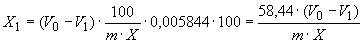 X₁ = (V₀ − V₁) · 100 / (m · X) · 0,005844 · 100 = 58,44 · (V₀ − V₁) / (m · X)